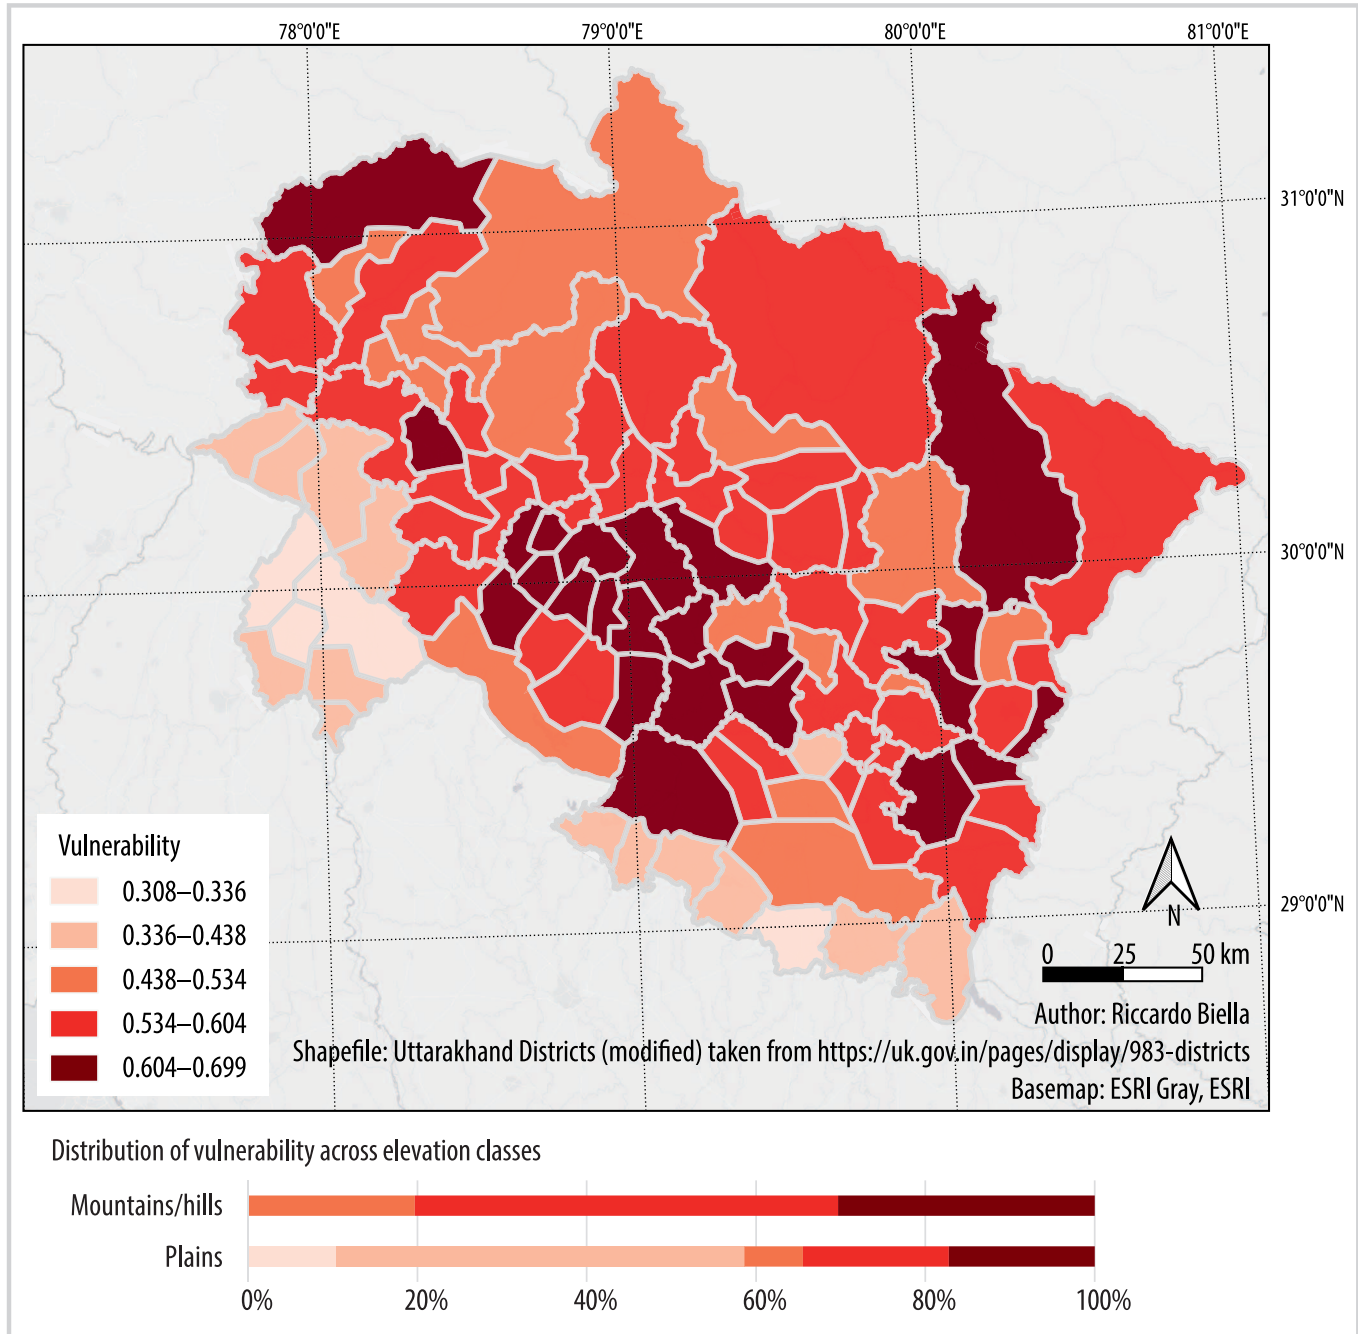 78°0'0"E 79°0'0"E 80°0'0"E 81°0'0"E
31°0'0"N
30°0'0"N
29°0'0"N
Vulnerability
0.308–0.336
0.336–0.438
0.438–0.534
0.534–0.604
0.604–0.699
N
0 25 50 km
Author: Riccardo Biella
Shapefile: Uttarakhand Districts (modified) taken from https://uk.gov.in/pages/display/983-districts
Basemap: ESRI Gray, ESRI
Distribution of vulnerability across elevation classes
Mountains/hills
Plains
0% 20% 40% 60% 80% 100%